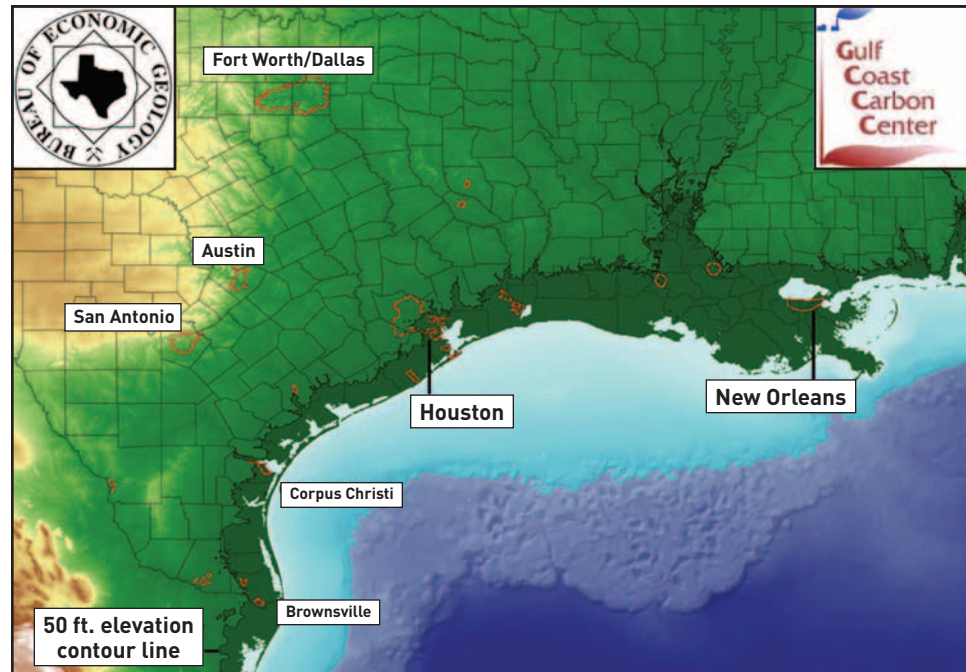 BUREAU OF ECONOMIC GEOLOGY
Gulf
Coast
Carbon
Center
Fort Worth/Dallas
Austin
San Antonio
Houston
New Orleans
Corpus Christi
Brownsville
50 ft. elevation
contour line